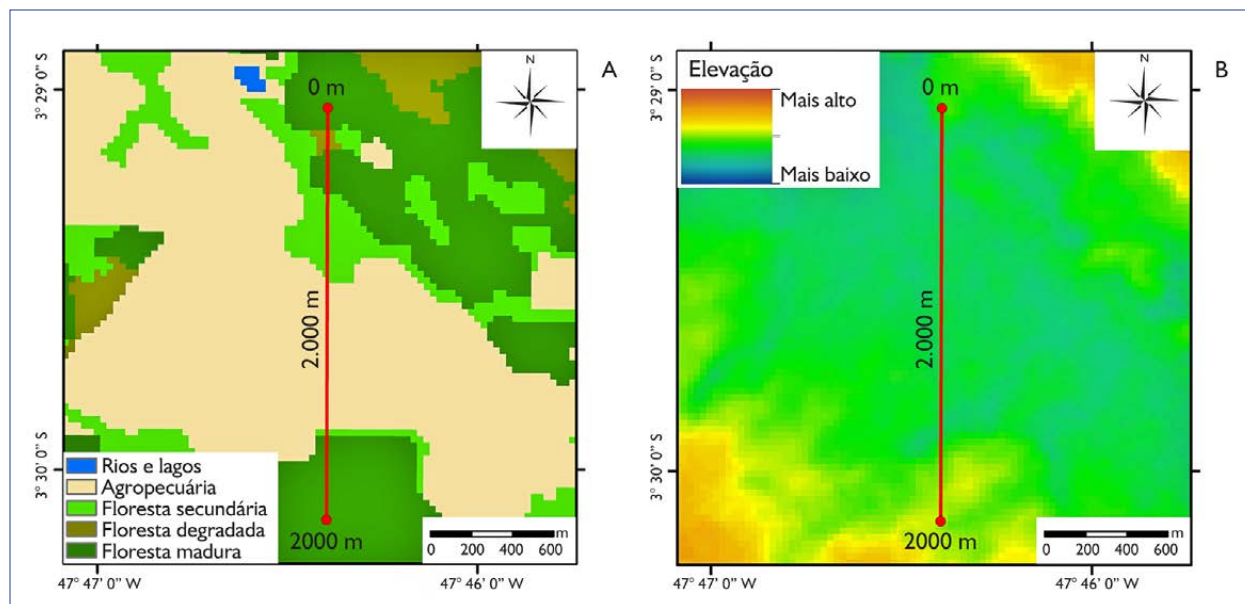 A
N
3° 29' 0" S
3° 30' 0" S
0 m
2.000 m
2000 m
Rios e lagos
Agropecuária
Floresta secundária
Floresta degradada
Floresta madura
0 200 400 600 m
47° 47' 0" W
47° 46' 0" W
B
N
Elevação
Mais alto
Mais baixo
3° 29' 0" S
3° 30' 0" S
0 m
2.000 m
2000 m
0 200 400 600 m
47° 47' 0" W
47° 46' 0" W